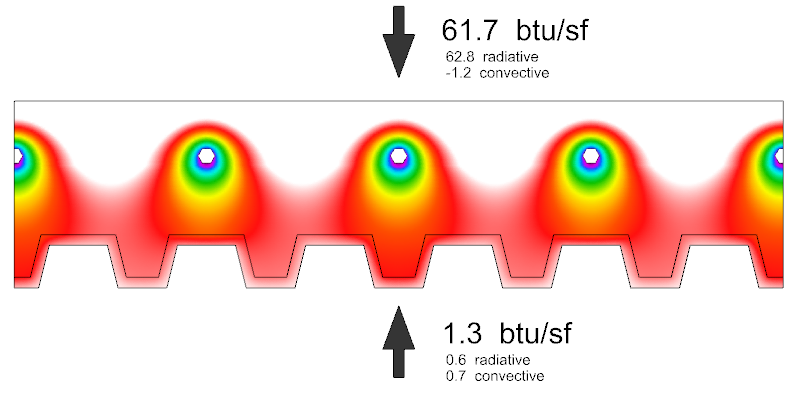 61.7 btu/sf
62.8 radiative
-1.2 convective
1.3 btu/sf
0.6 radiative
0.7 convective